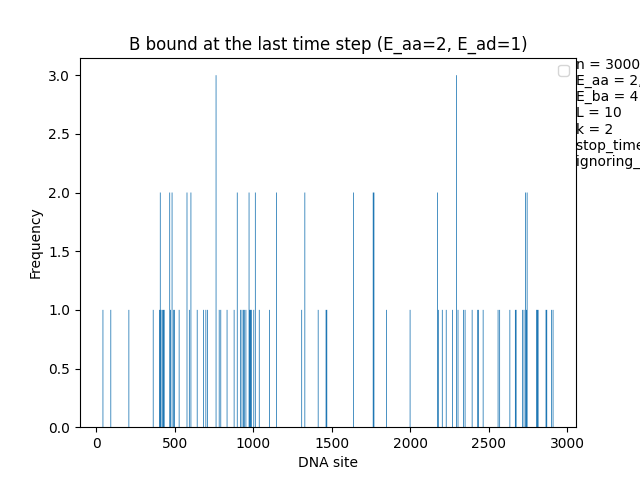 B bound at the last time step (E_aa=2, E_ad=1)
n = 3000
E_aa = 2,
E_ba = 4
L = 10
k = 2
stop_time
ignoring_
3.0
2.5
2.0
1.5
1.0
0.5
0.0
Frequency
0 500 1000 1500 2000 2500 3000
DNA site